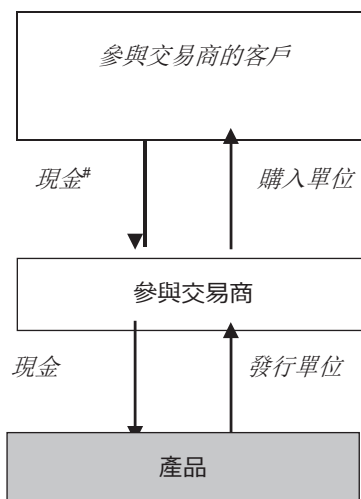 參與交易商的客戶
現金#
購入單位
參與交易商
現金
發行單位
產品